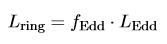 L_ring = f_Edd · L_Edd